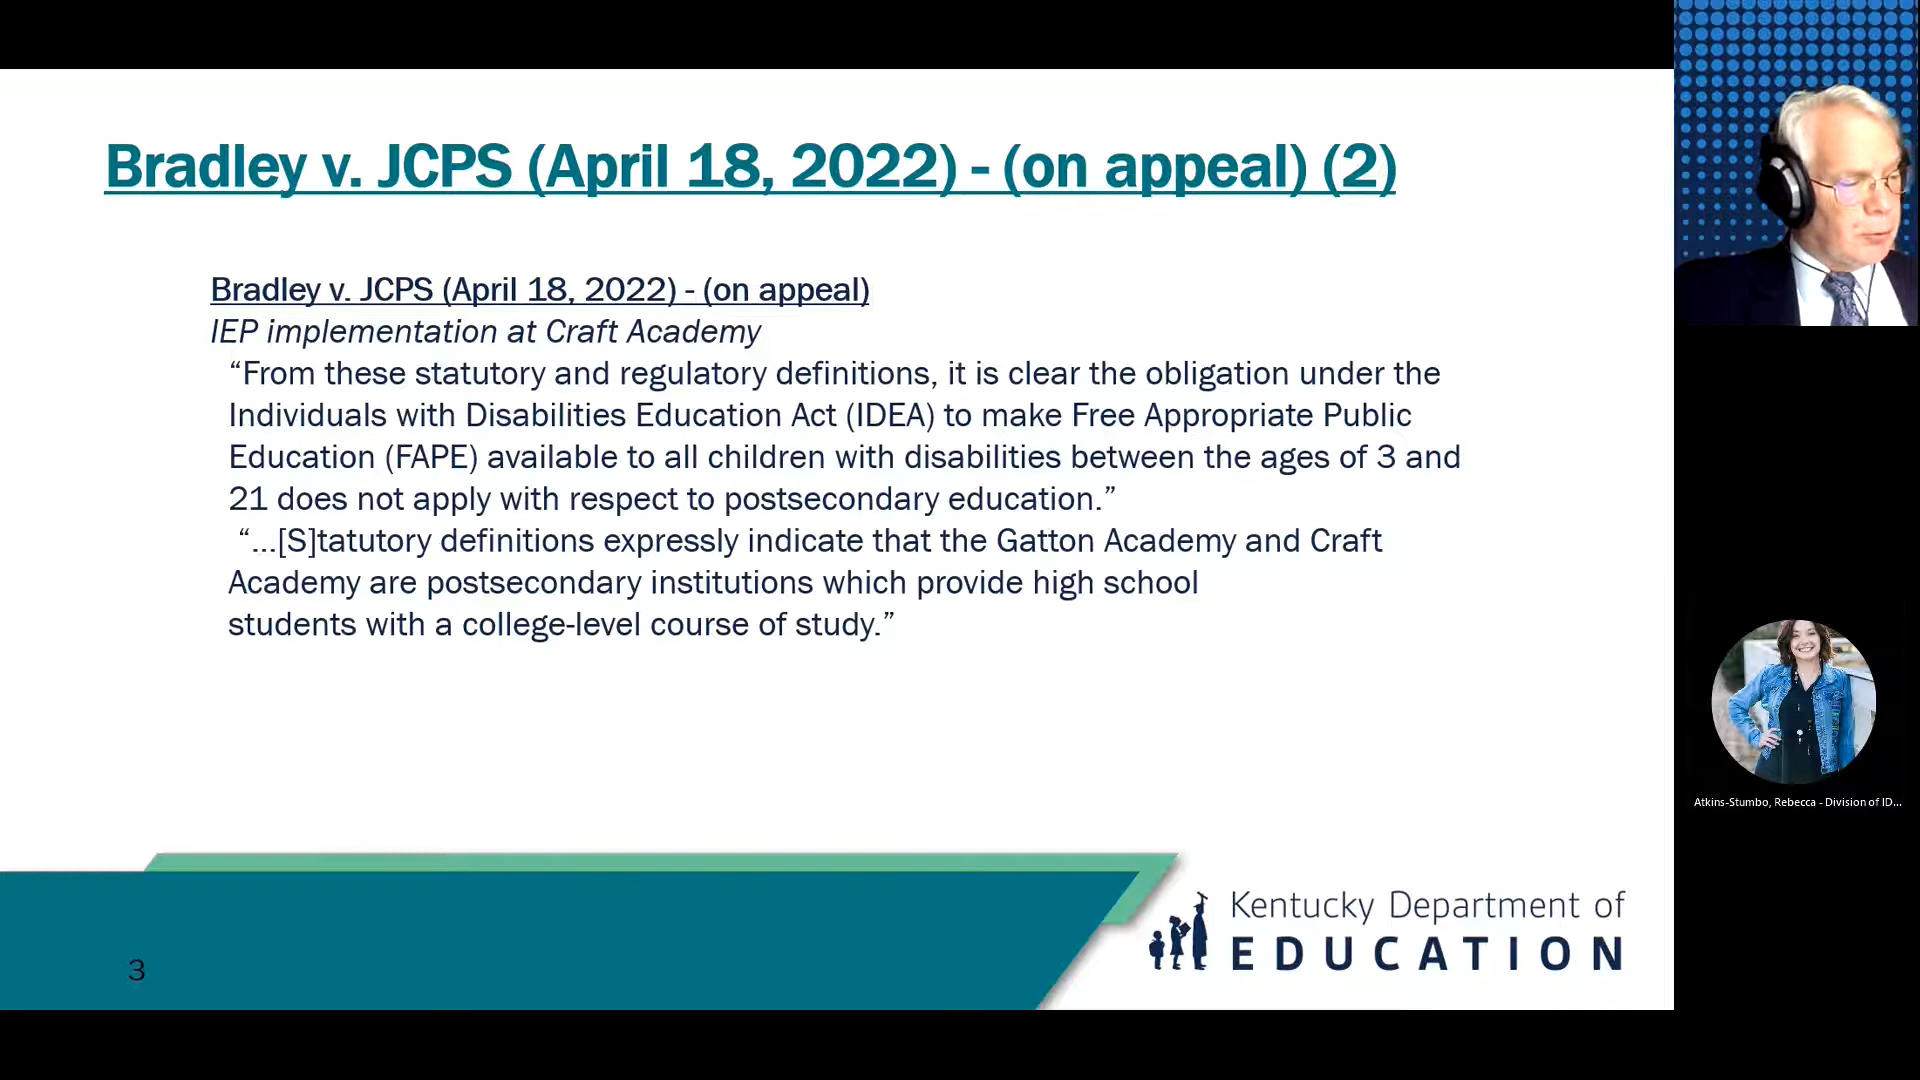 Bradley v. JCPS (April 18, 2022) - (on appeal) (2)
Bradley v. JCPS (April 18, 2022) - (on appeal)
IEP implementation at Craft Academy
“From these statutory and regulatory definitions, it is clear the obligation under the
Individuals with Disabilities Education Act (IDEA) to make Free Appropriate Public
Education (FAPE) available to all children with disabilities between the ages of 3 and
21 does not apply with respect to postsecondary education.”
“...[S]tatutory definitions expressly indicate that the Gatton Academy and Craft
Academy are postsecondary institutions which provide high school
students with a college-level course of study.”
Atkins-Stumbo, Rebecca - Division of ID...
Kentucky Department of
EDUCATION
3